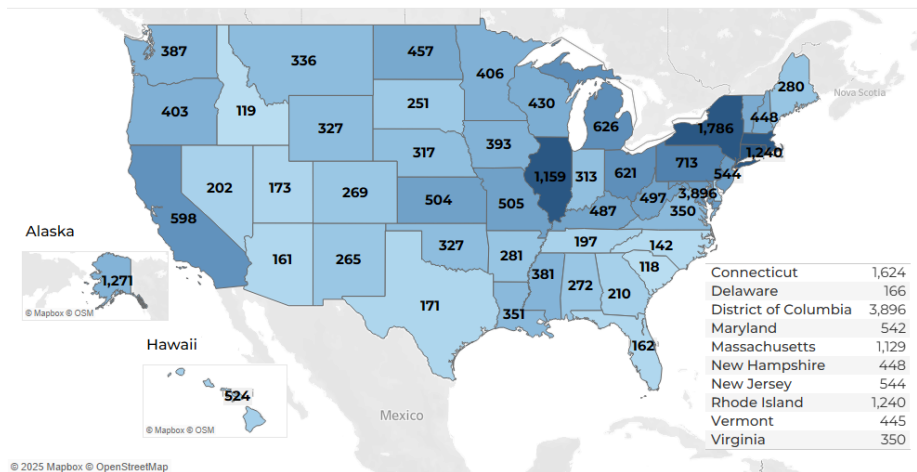 387
336
457
406
280
Nova Scotia
403
119
251
430
448
327
626
1,786
393
1,240
317
713
1,159
313
621
544
202
173
269
504
505
497
3,896
487
350
598
Alaska
161
265
327
281
197
142
118
381
272
210
1,271
171
351
© Mapbox © OSM
Hawaii
162
524
© Mapbox © OSM
Mexico
Connecticut 1,624
Delaware 166
District of Columbia 3,896
Maryland 542
Massachusetts 1,129
New Hampshire 448
New Jersey 544
Rhode Island 1,240
Vermont 445
Virginia 350
© 2025 Mapbox © OpenStreetMap